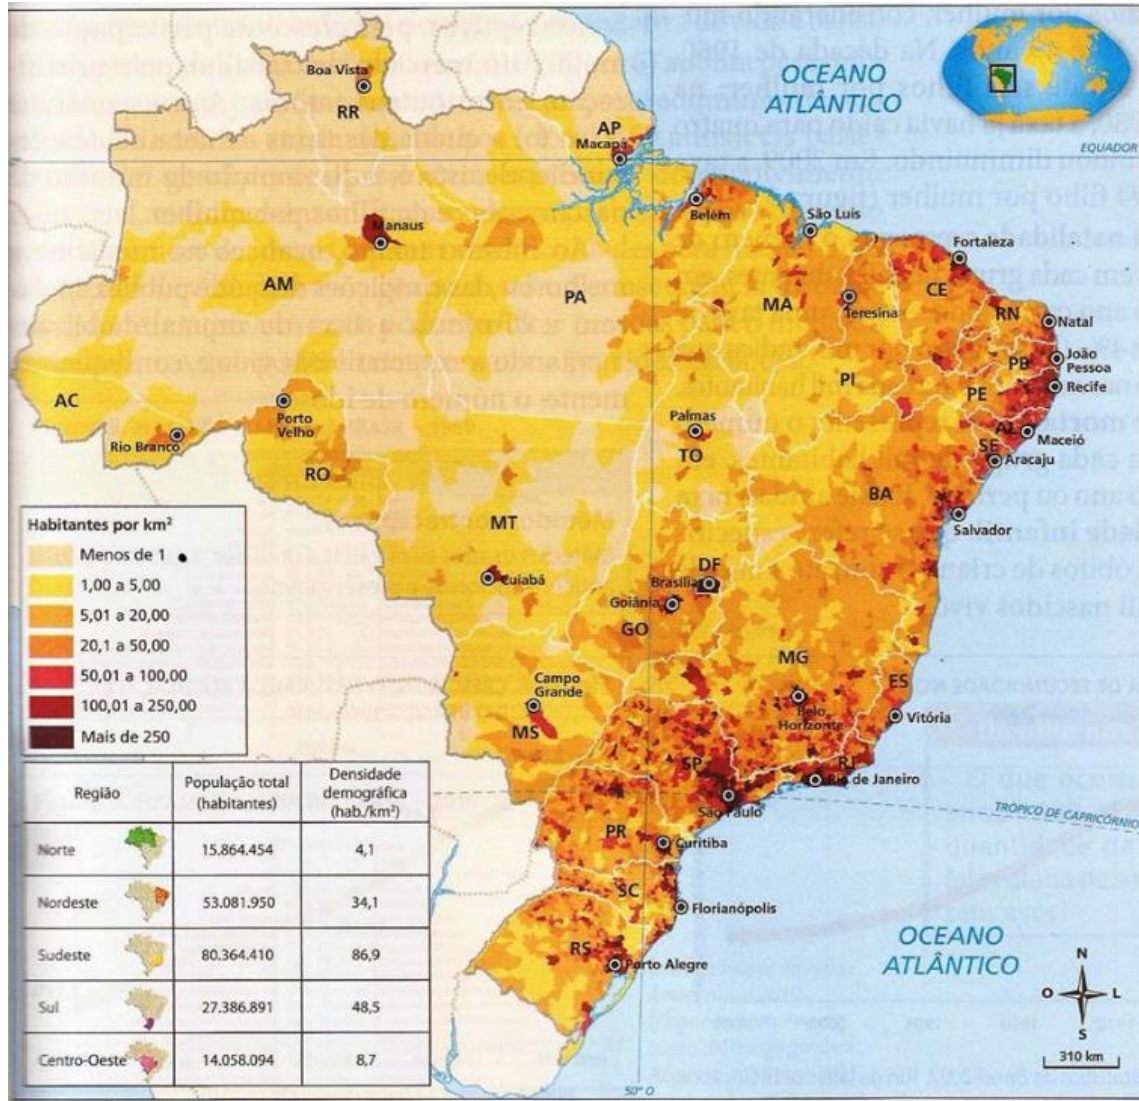 OCEANO
ATLÂNTICO
EQUADOR
Boa Vista
RR
AP
Macapá
Belém
São Luís
Fortaleza
Manaus
AM
PA
MA
Teresina
CE
RN
Natal
PB
João
Pessoa
PI
PE
Recife
AC
Rio Branco
Porto
Velho
RO
Palmas
TO
AL
Maceió
SE
Aracaju
BA
Salvador
MT
Cuiabá
DF
Brasília
Goiânia
GO
MG
Belo
Horizonte
ES
Vitória
Campo
Grande
MS
SP
São Paulo
RJ
Rio de Janeiro
TRÓPICO DE CAPRICÓRNIO
PR
Curitiba
SC
Florianópolis
RS
Porto Alegre
OCEANO
ATLÂNTICO
N
O
L
S
310 km
50° O
Habitantes por km²
Menos de 1
1,00 a 5,00
5,01 a 20,00
20,1 a 50,00
50,01 a 100,00
100,01 a 250,00
Mais de 250
Região População total (habitantes) Densidade demográfica (hab./km²)
Norte 15.864.454 4,1
Nordeste 53.081.950 34,1
Sudeste 80.364.410 86,9
Sul 27.386.891 48,5
Centro-Oeste 14.058.094 8,7